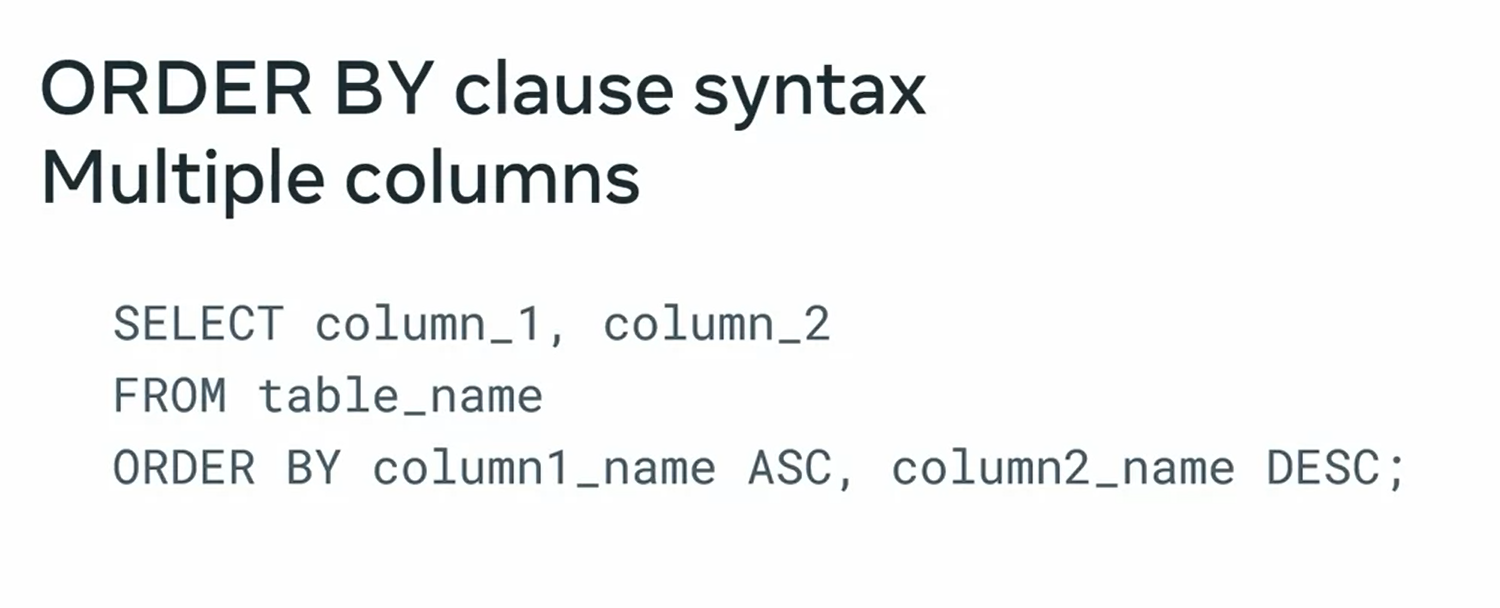 ORDER BY clause syntax
Multiple columns
SELECT column_1, column_2
FROM table_name
ORDER BY column1_name ASC, column2_name DESC;